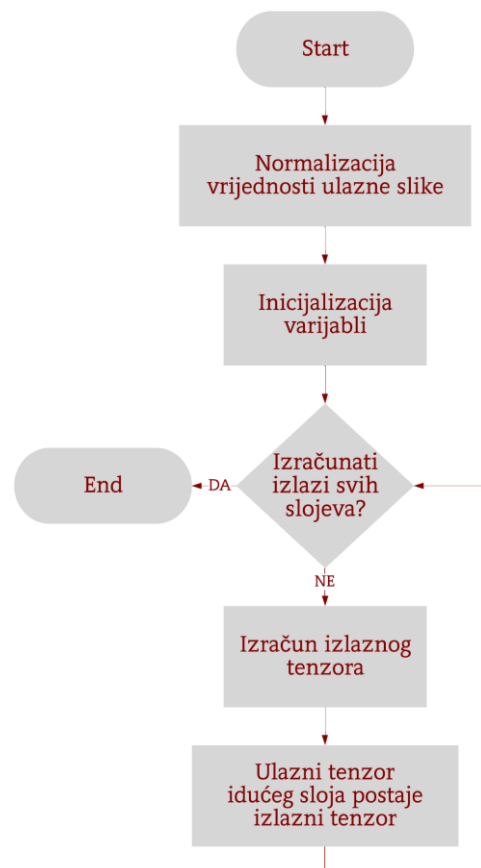 Start
Normalizacija
vrijednosti ulazne slike
Inicijalizacija
varijabli
Izračunati
izlazi svih
slojeva?
DA
End
NE
Izračun izlaznog
tenzora
Ulazni tenzor
idućeg sloja postaje
izlazni tenzor